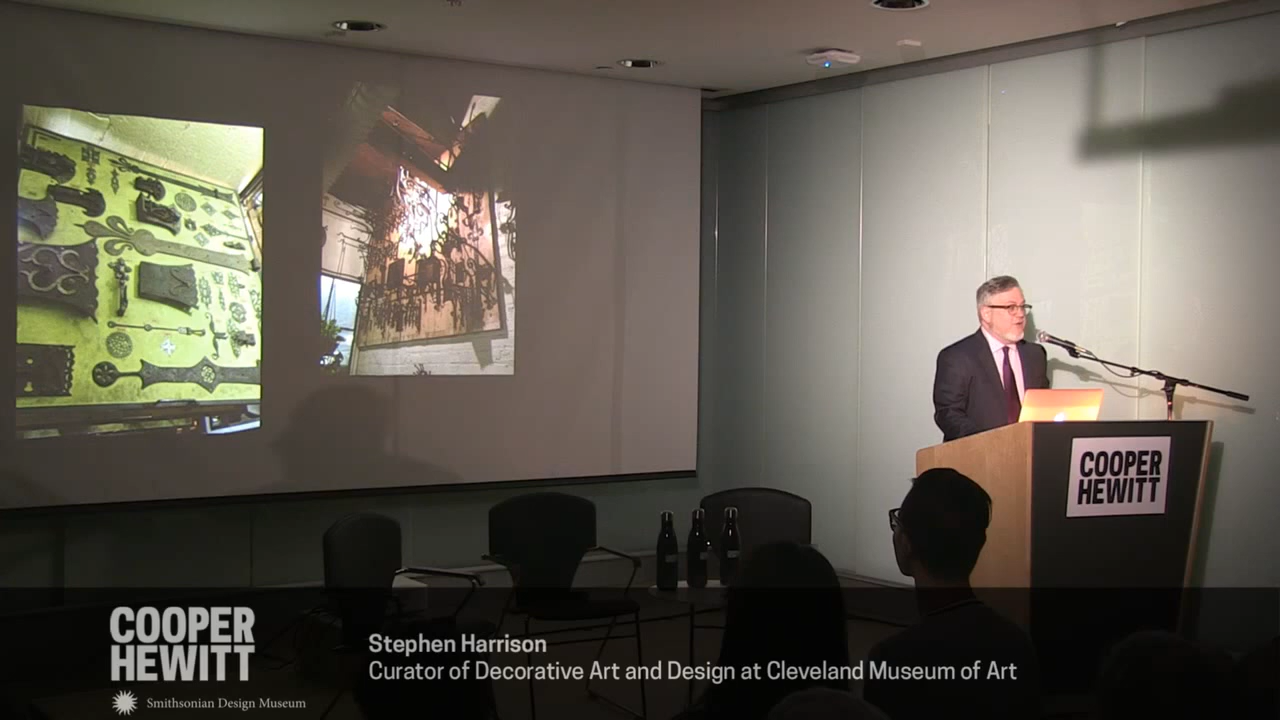 COOPER
HEWITT
COOPER
HEWITT
Smithsonian Design Museum
Stephen Harrison
Curator of Decorative Art and Design at Cleveland Museum of Art